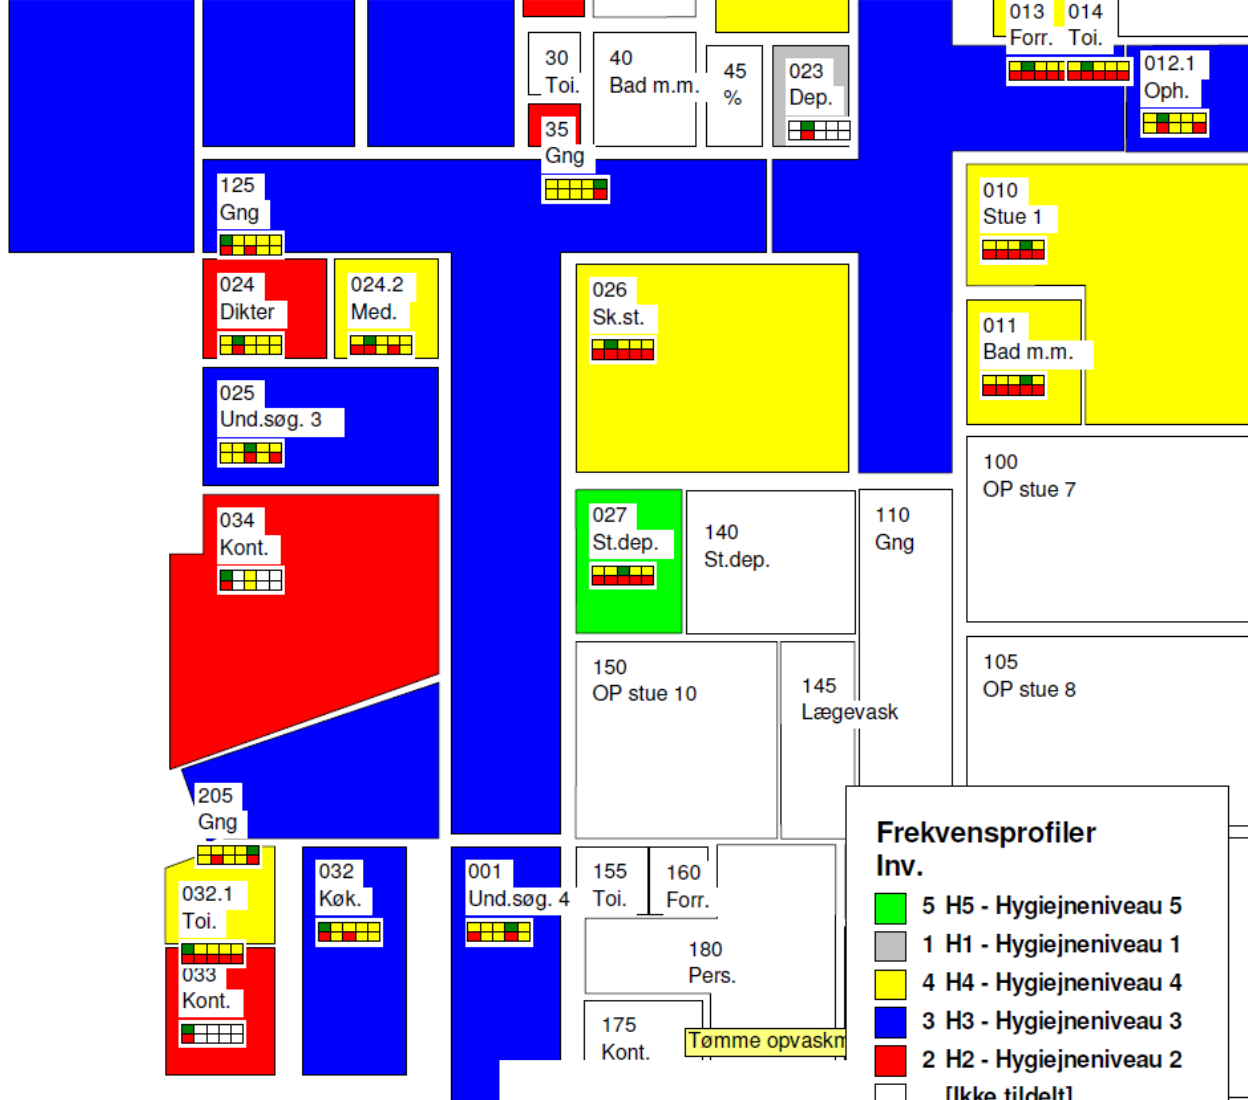 013
Forr.
014
Toi.
30
Toi.
40
Bad m.m.
45
%
023
Dep.
012.1
Oph.
35
Gng
125
Gng
010
Stue 1
024
Dikter
024.2
Med.
026
Sk.st.
011
Bad m.m.
025
Und.søg. 3
100
OP stue 7
034
Kont.
027
St.dep.
140
St.dep.
110
Gng
150
OP stue 10
145
Lægevask
105
OP stue 8
205
Gng
032.1
Toi.
032
Køk.
001
Und.søg. 4
155
Toi.
160
Forr.
180
Pers.
033
Kont.
175
Kont.
Tømme opvaskm
Frekvensprofiler
Inv.
5 H5 - Hygiejneniveau 5
1 H1 - Hygiejneniveau 1
4 H4 - Hygiejneniveau 4
3 H3 - Hygiejneniveau 3
2 H2 - Hygiejneniveau 2
[Ikke tildelt]